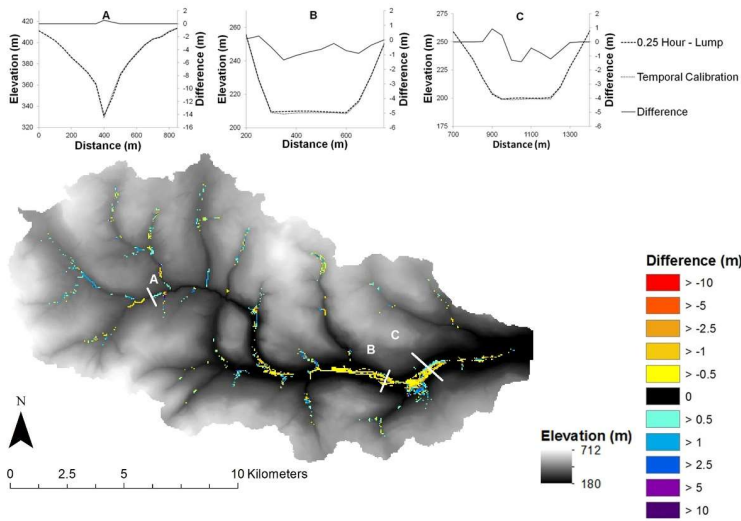 A
Elevation (m)
420
400
380
360
340
320
0
-2
-4
-6
-8
-10
-12
-14
Difference (m)
0 200 400 600 800
Distance (m)
B
Elevation (m)
260
240
220
200
2
1
0
-1
-2
-3
-4
-5
-6
Difference (m)
200 400 600
Distance (m)
C
Elevation (m)
275
250
225
200
175
2
1
0
-1
-2
-3
-4
-5
-6
Difference (m)
700 900 1100 1300
Distance (m)
0.25 Hour - Lump
Temporal Calibration
Difference
A
B
C
N
0 2.5 5 10 Kilometers
Elevation (m)
712
180
Difference (m)
> -10
> -5
> -2.5
> -1
> -0.5
0
> 0.5
> 1
> 2.5
> 5
> 10